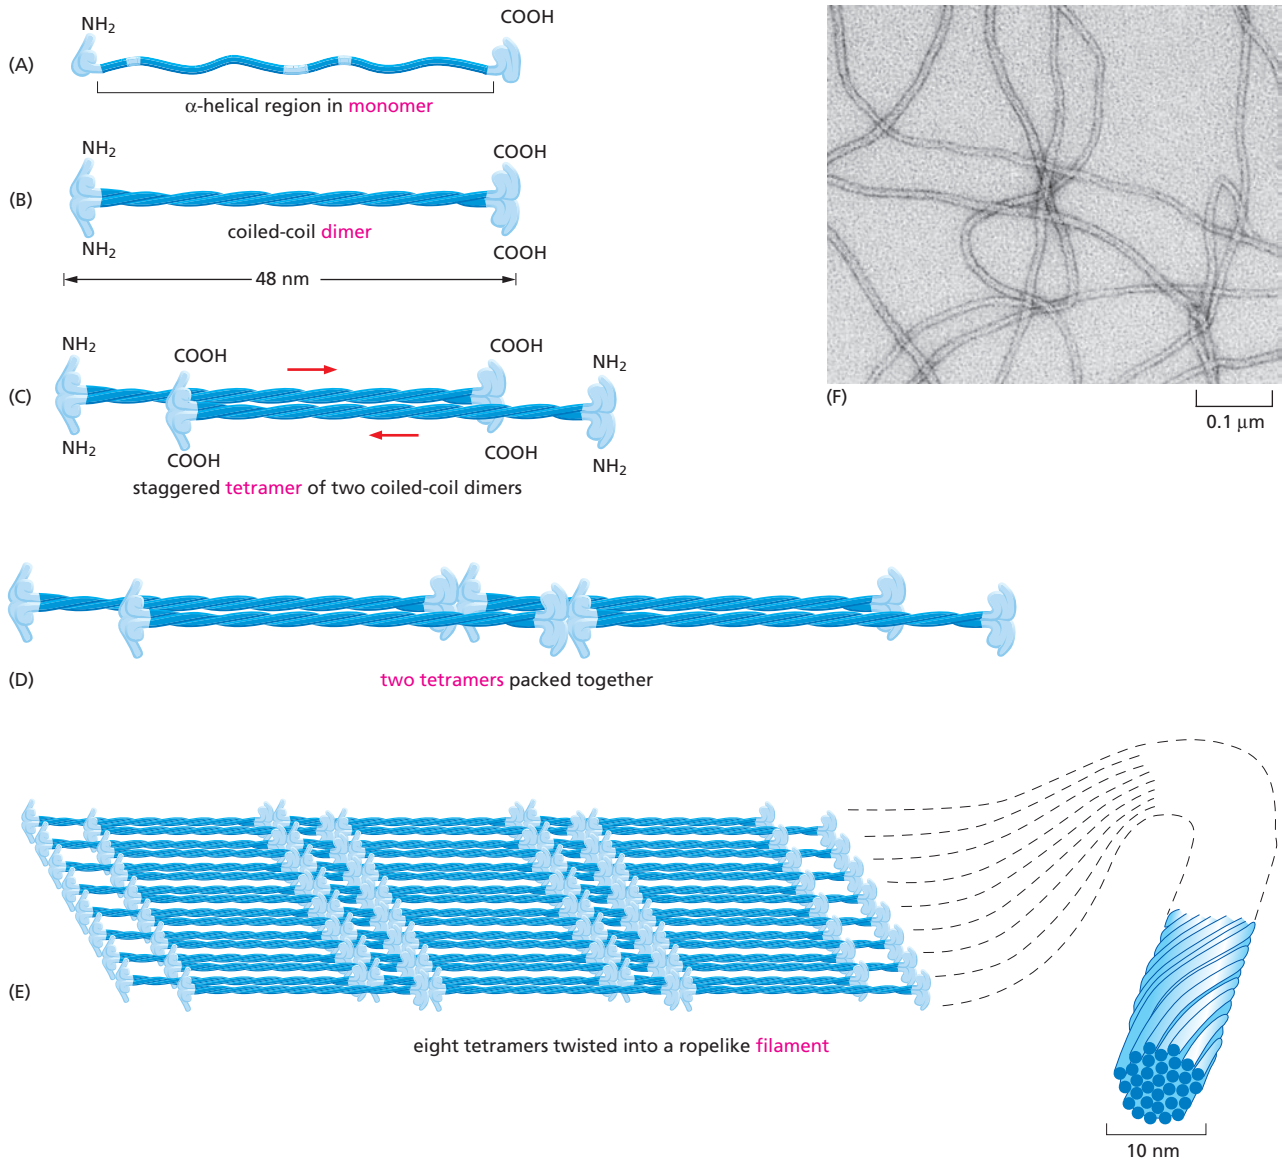 NH₂
COOH
(A)
α-helical region in monomer
NH₂
COOH
(B)
coiled-coil dimer
NH₂
COOH
48 nm
NH₂
COOH
COOH
NH₂
(C)
NH₂
COOH
COOH
NH₂
staggered tetramer of two coiled-coil dimers
(F)
0.1 μm
(D)
two tetramers packed together
(E)
eight tetramers twisted into a ropelike filament
10 nm